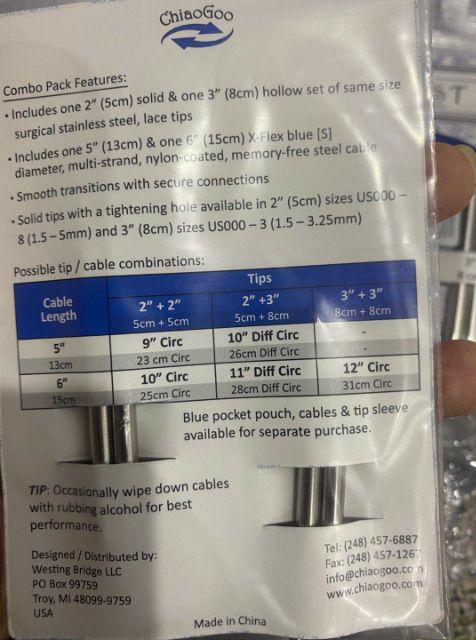 ChiaoGoo
Combo Pack Features:
• Includes one 2" (5cm) solid & one 3" (8cm) hollow set of same size
surgical stainless steel, lace tips
• Includes one 5" (13cm) & one 6" (15cm) X-Flex blue [S]
diameter, multi-strand, nylon-coated, memory-free steel cable
• Smooth transitions with secure connections
• Solid tips with a tightening hole available in 2" (5cm) sizes US000 –
8 (1.5 – 5mm) and 3" (8cm) sizes US000 – 3 (1.5 – 3.25mm)
Possible tip / cable combinations:
Cable Length Tips
2" + 2" 2" +3" 3" + 3"
5cm + 5cm 5cm + 8cm 8cm + 8cm
5" 9" Circ 10" Diff Circ -
13cm 23 cm Circ 26cm Diff Circ -
6" 10" Circ 11" Diff Circ 12" Circ
15cm 25cm Circ 28cm Diff Circ 31cm Circ
Blue pocket pouch, cables & tip sleeve
available for separate purchase.
TIP: Occasionally wipe down cables
with rubbing alcohol for best
performance.
Designed / Distributed by:
Westing Bridge LLC
PO Box 99759
Troy, MI 48099-9759
USA
Tel: (248) 457-6887
Fax: (248) 457-1267
info@chiaogoo.com
www.chiaogoo.com
Made in China
T